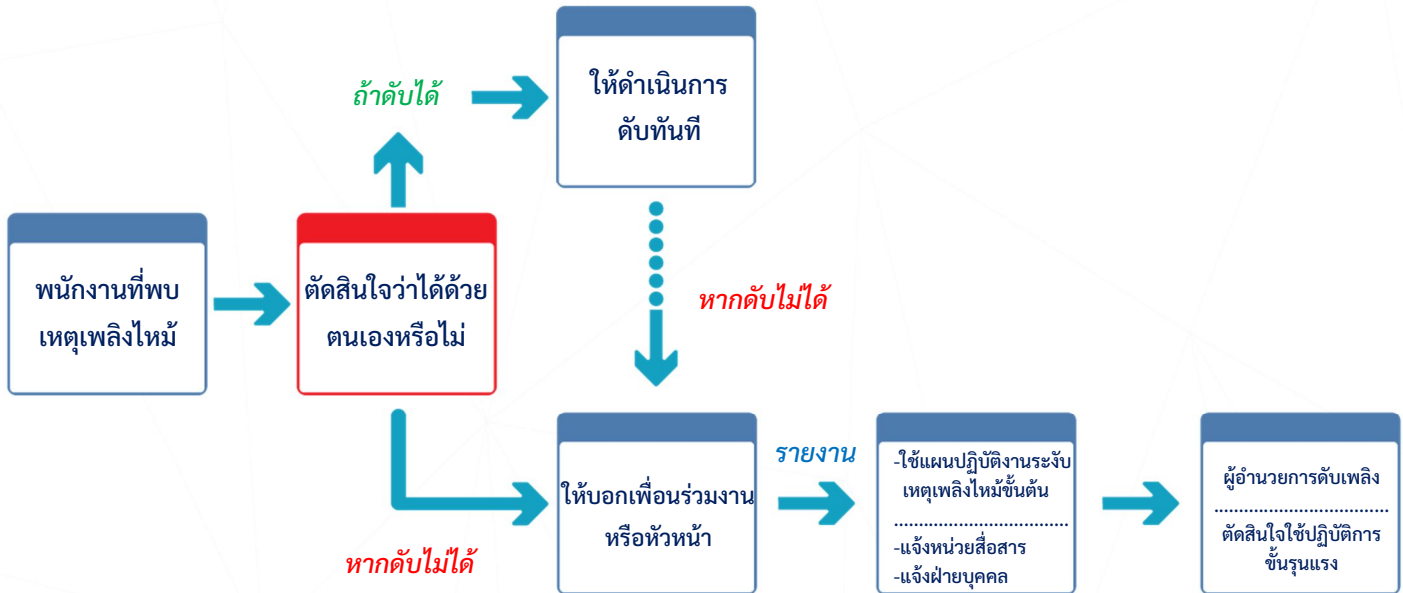 ให้ดำเนินการ
ดับทันที
ถ้าดับได้
พนักงานที่พบ
เหตุเพลิงไหม้
ตัดสินใจว่าได้ด้วย
ตนเองหรือไม่
หากดับไม่ได้
หากดับไม่ได้
ให้บอกเพื่อนร่วมงาน
หรือหัวหน้า
รายงาน
-ใช้แผนปฏิบัติงานระงับ
เหตุเพลิงไหม้ขั้นต้น
...................................
-แจ้งหน่วยสื่อสาร
-แจ้งฝ่ายบุคคล
ผู้อำนวยการดับเพลิง
...................................
ตัดสินใจใช้ปฏิบัติการ
ขั้นรุนแรง